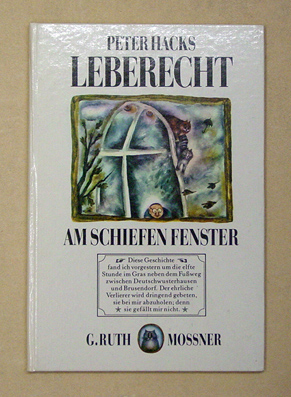 PETER HACKS
LEBERECHT
AM SCHIEFEN FENSTER
Diese Geschichte
fand ich vorgestern um die elfte
Stunde im Gras neben dem Fußweg
zwischen Deutschwusterhausen
und Brusendorf. Der ehrliche
Verlierer wird dringend gebeten,
sie bei mir abzuholen; denn
sie gefällt mir nicht.
G. RUTH MOSSNER